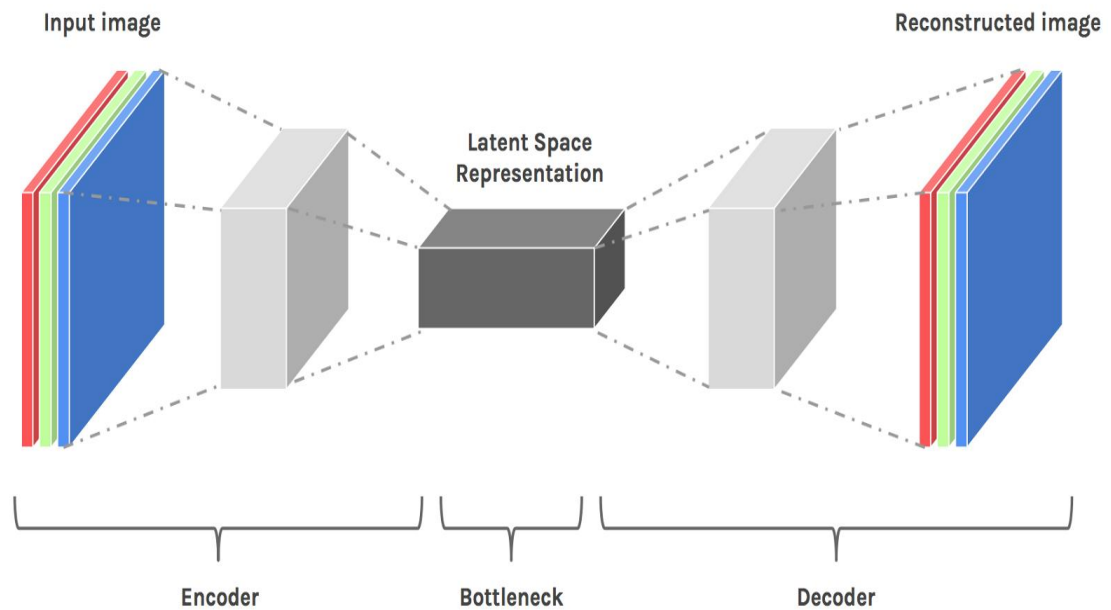 Input image
Reconstructed image
Latent Space
Representation
Encoder
Bottleneck
Decoder